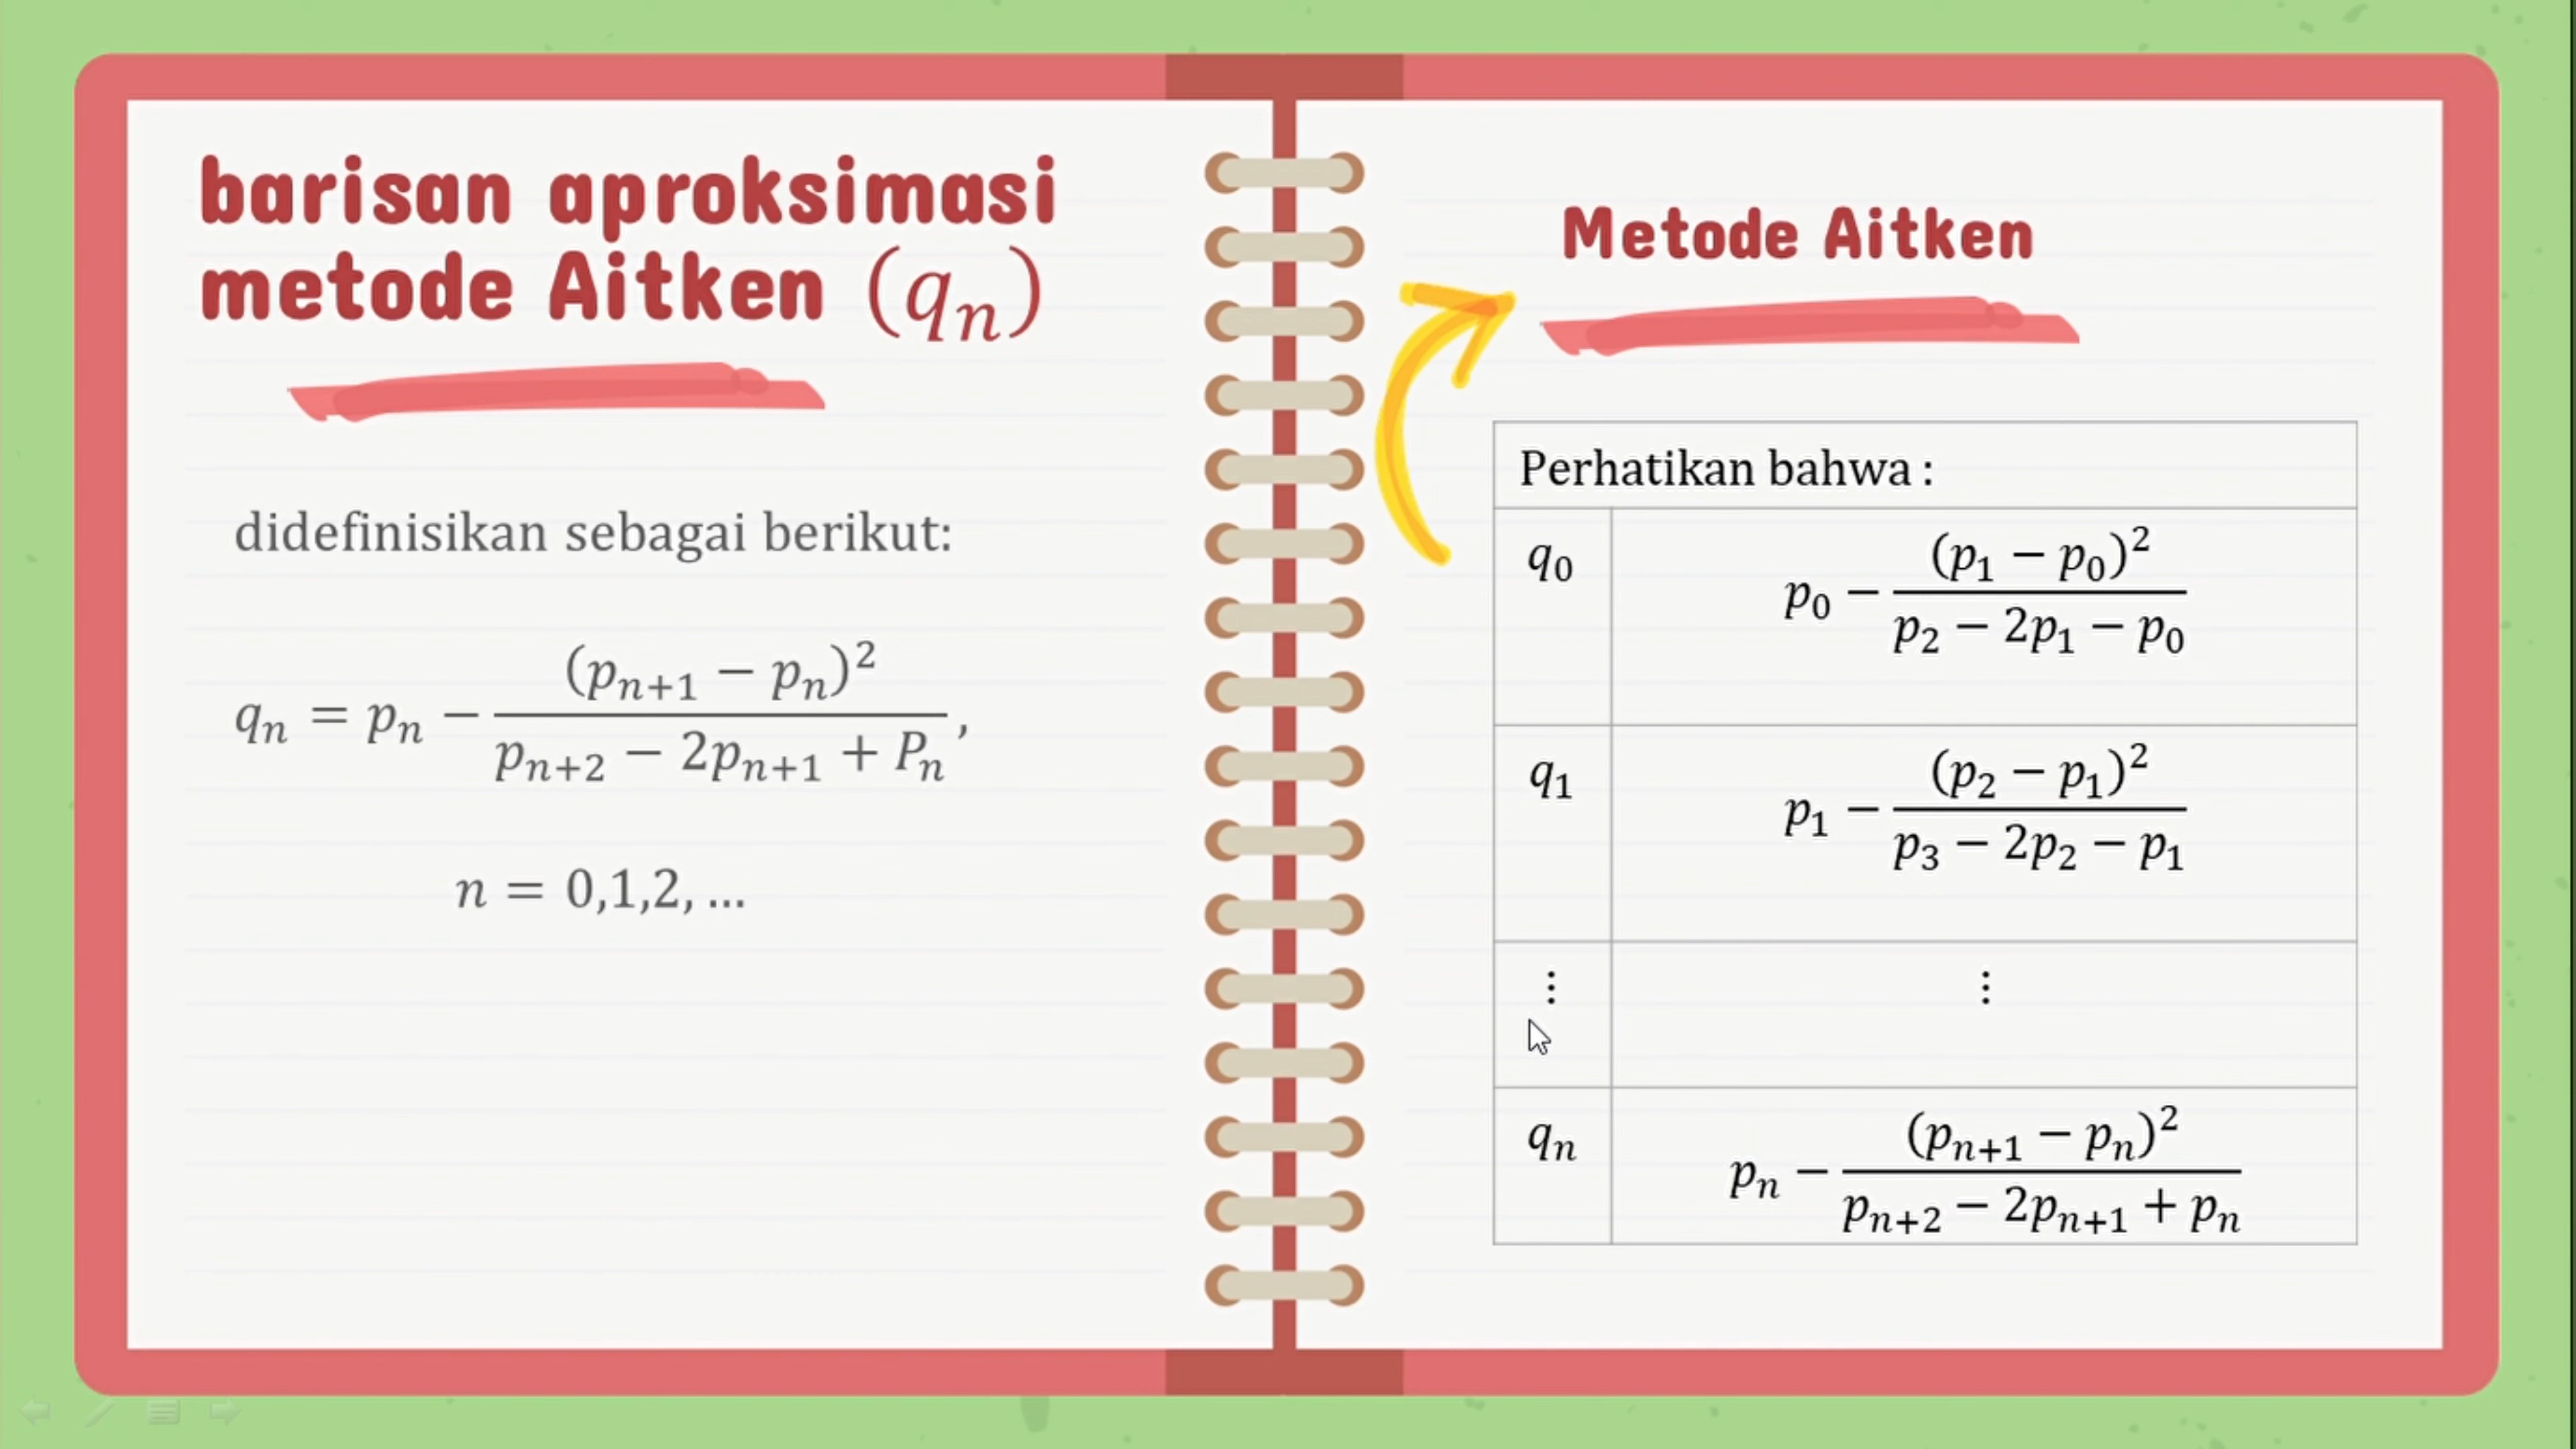 barisan aproksimasi
metode Aitken (qₙ)
didefinisikan sebagai berikut:
qₙ = pₙ − (pₙ₊₁ − pₙ)² / (pₙ₊₂ − 2pₙ₊₁ + Pₙ),
n = 0,1,2, …
Metode Aitken
Perhatikan bahwa :
q₀ p₀ − (p₁ − p₀)² / (p₂ − 2p₁ − p₀)
q₁ p₁ − (p₂ − p₁)² / (p₃ − 2p₂ − p₁)
⋮ ⋮
qₙ pₙ − (pₙ₊₁ − pₙ)² / (pₙ₊₂ − 2pₙ₊₁ + pₙ)